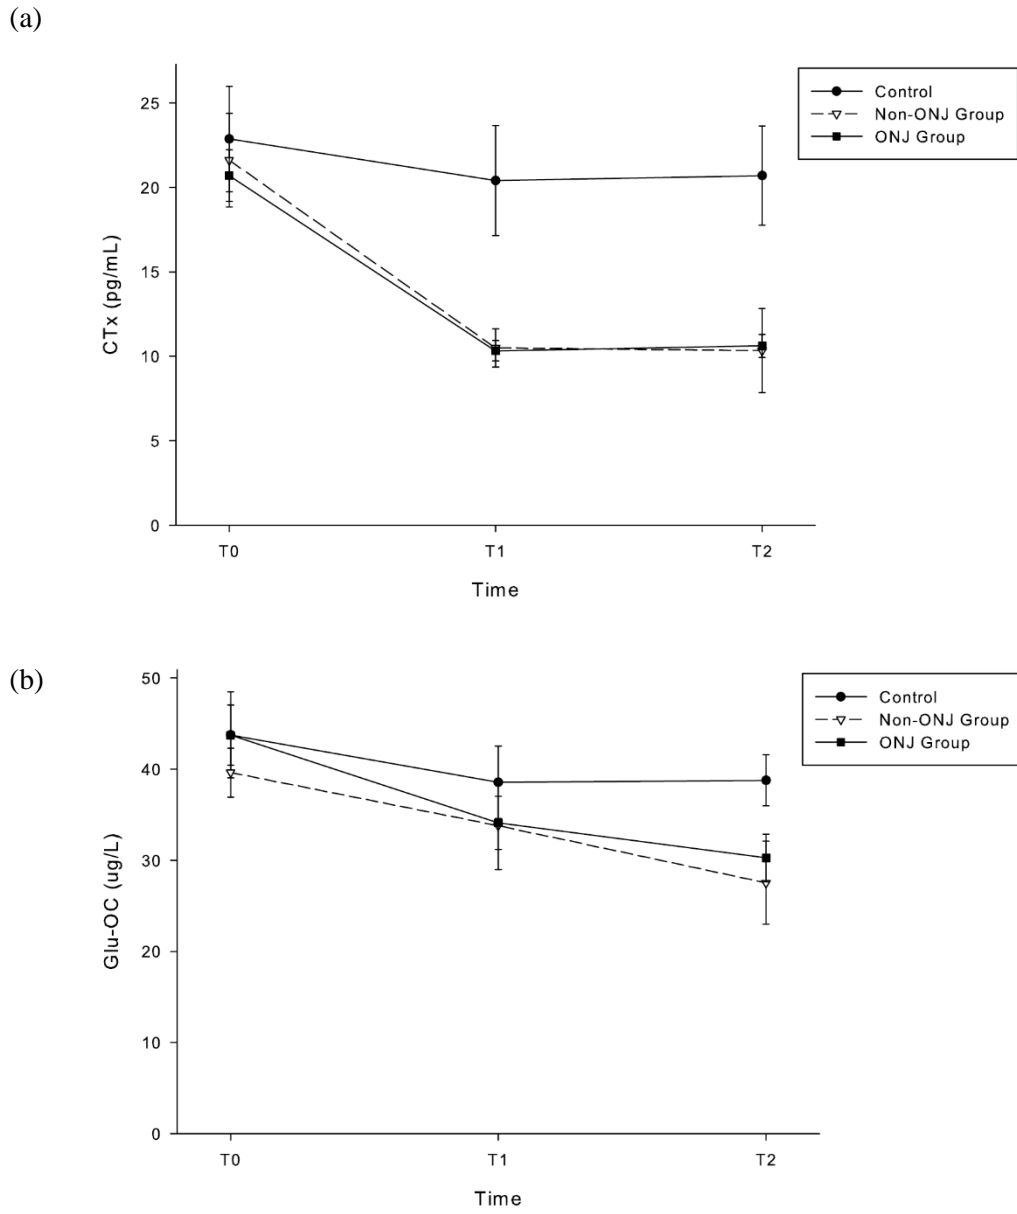 (a)
Control
Non-ONJ Group
ONJ Group
25
20
15
10
5
0
CTx (pg/mL)
T0 T1 T2
Time
(b)
Control
Non-ONJ Group
ONJ Group
50
40
30
20
10
0
Glu-OC (ug/L)
T0 T1 T2
Time